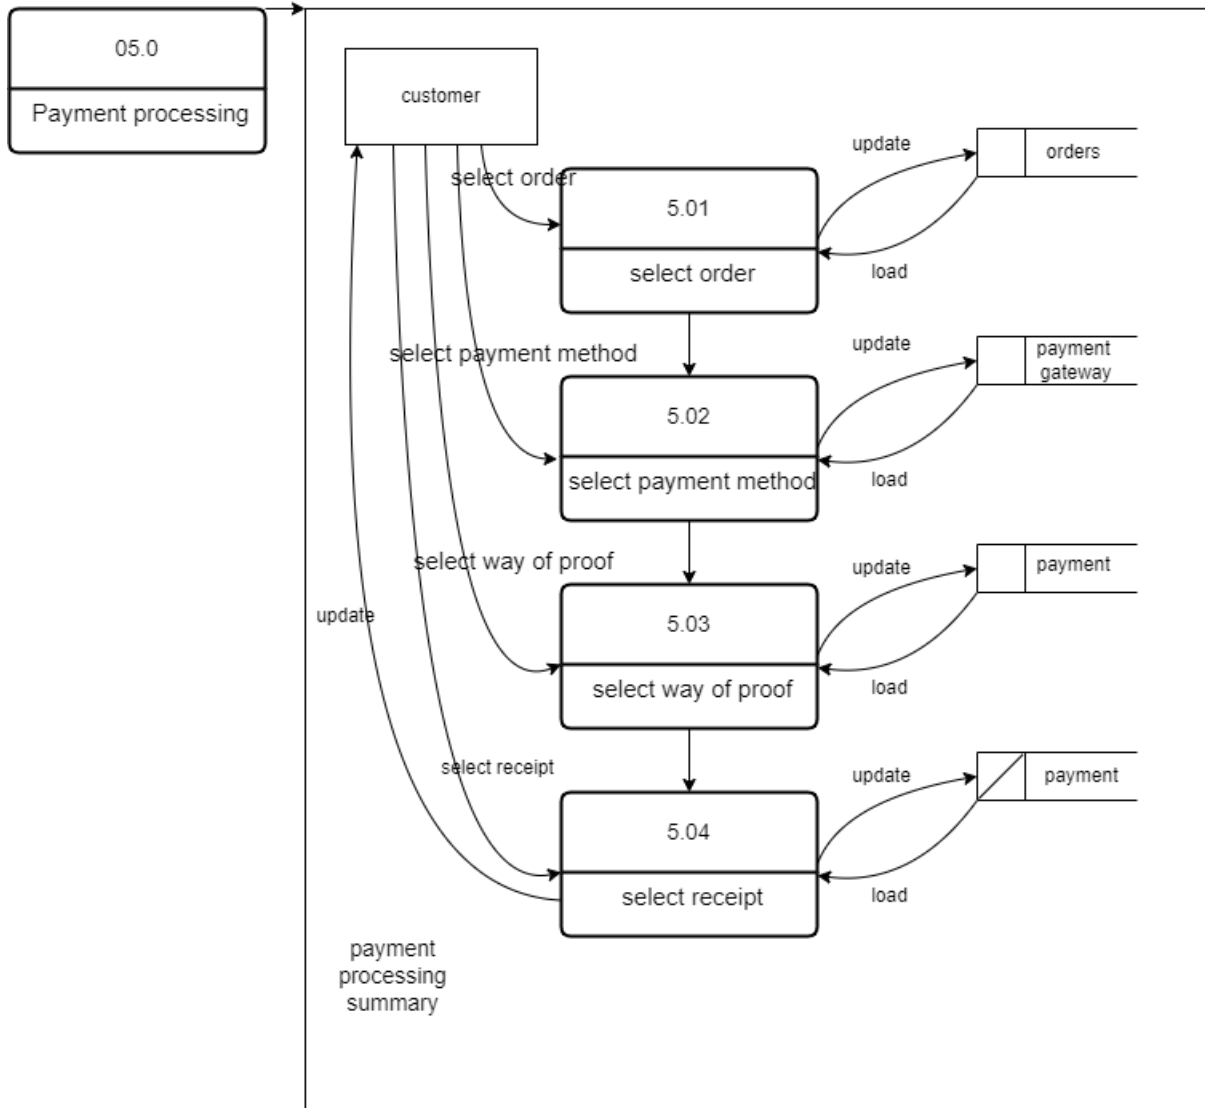 05.0
Payment processing
customer
select order
5.01
select order
update
orders
load
select payment method
5.02
select payment method
update
payment
gateway
load
select way of proof
5.03
select way of proof
update
payment
load
update
select receipt
5.04
select receipt
update
payment
load
payment
processing
summary